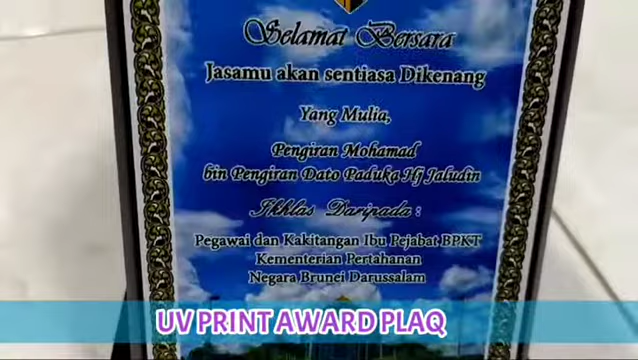 Selamat Bersara
Jasamu akan sentiasa Dikenang
Yang Mulia,
Pengiran Mohamad
bin Pengiran Dato Paduka Hj Jaludin
Ikhlas Daripada :
Pegawai dan Kakitangan Ibu Pejabat BPKT
Kementerian Pertahanan
Negara Brunei Darussalam
UV PRINT AWARD PLAQ